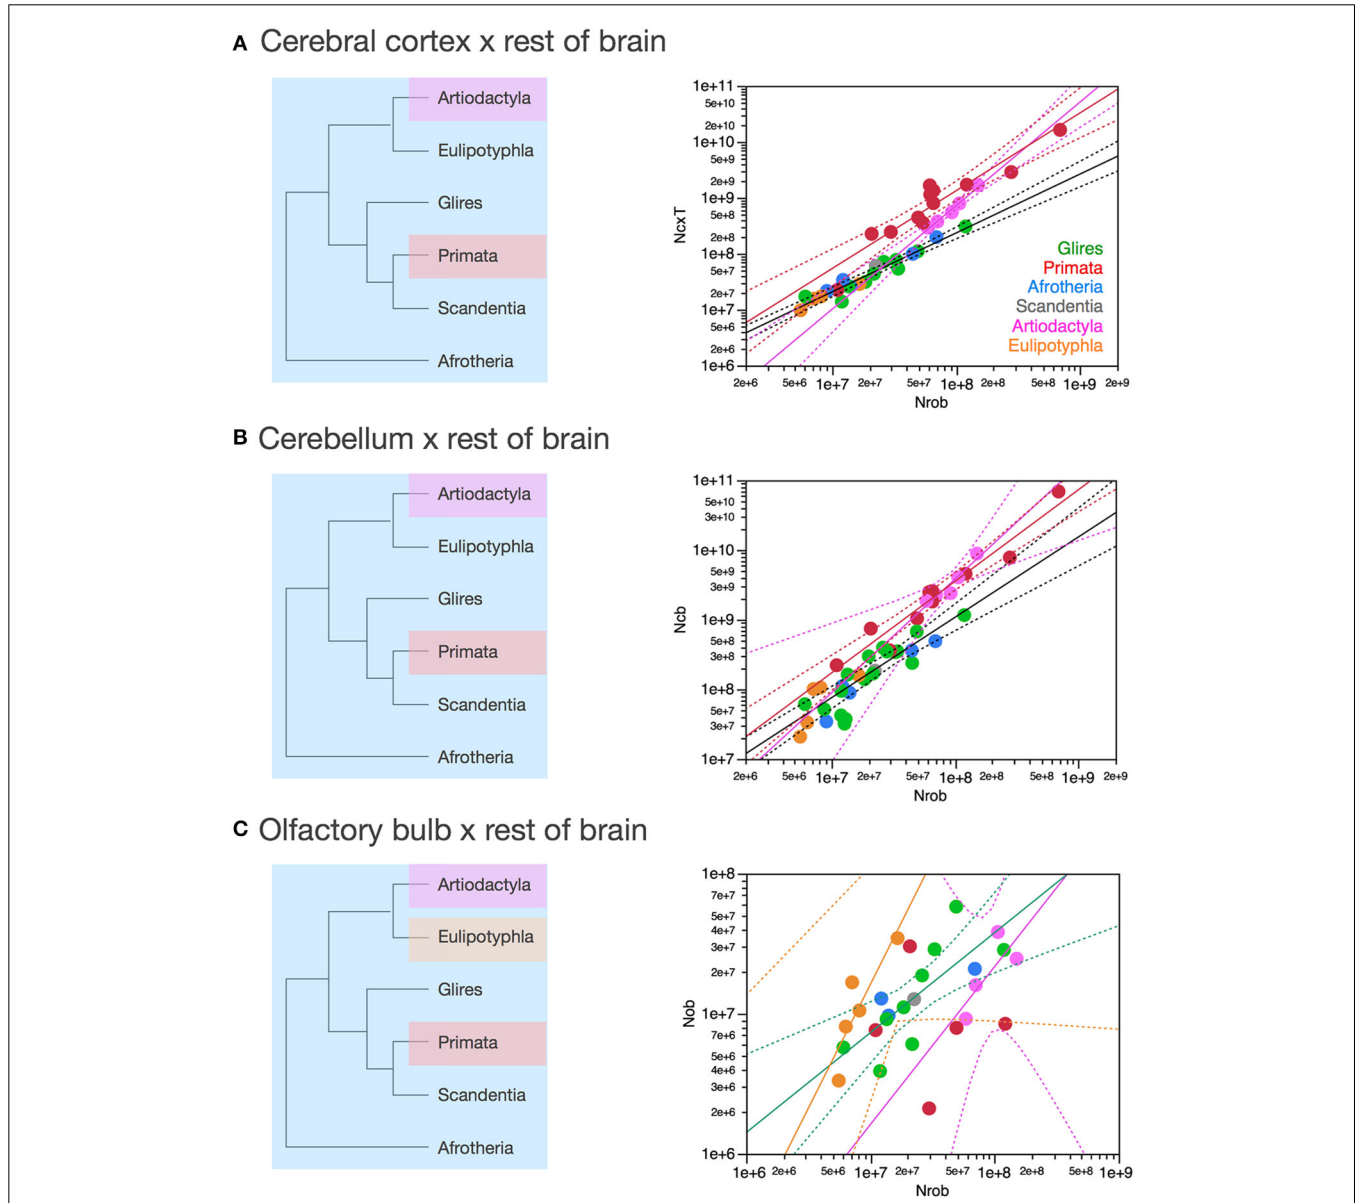 A Cerebral cortex x rest of brain
Artiodactyla
Eulipotyphla
Glires
Primata
Scandentia
Afrotheria
1e+11
5e+10
2e+10
1e+10
5e+9
2e+9
1e+9
5e+8
2e+8
1e+8
5e+7
2e+7
1e+7
5e+6
2e+6
1e+6
NcxT
Glires
Primata
Afrotheria
Scandentia
Artiodactyla
Eulipotyphla
2e+6 5e+6 1e+7 2e+7 5e+7 1e+8 2e+8 5e+8 1e+9 2e+9
Nrob
B Cerebellum x rest of brain
Artiodactyla
Eulipotyphla
Glires
Primata
Scandentia
Afrotheria
1e+11
5e+10
3e+10
1e+10
5e+9
3e+9
1e+9
5e+8
3e+8
1e+8
5e+7
3e+7
1e+7
Ncb
2e+6 5e+6 1e+7 2e+7 5e+7 1e+8 2e+8 5e+8 1e+9 2e+9
Nrob
C Olfactory bulb x rest of brain
Artiodactyla
Eulipotyphla
Glires
Primata
Scandentia
Afrotheria
1e+8
7e+7
5e+7
4e+7
3e+7
2e+7
1e+7
7e+6
5e+6
4e+6
3e+6
2e+6
1e+6
Nob
1e+6 2e+6 5e+6 1e+7 2e+7 5e+7 1e+8 2e+8 5e+8 1e+9
Nrob